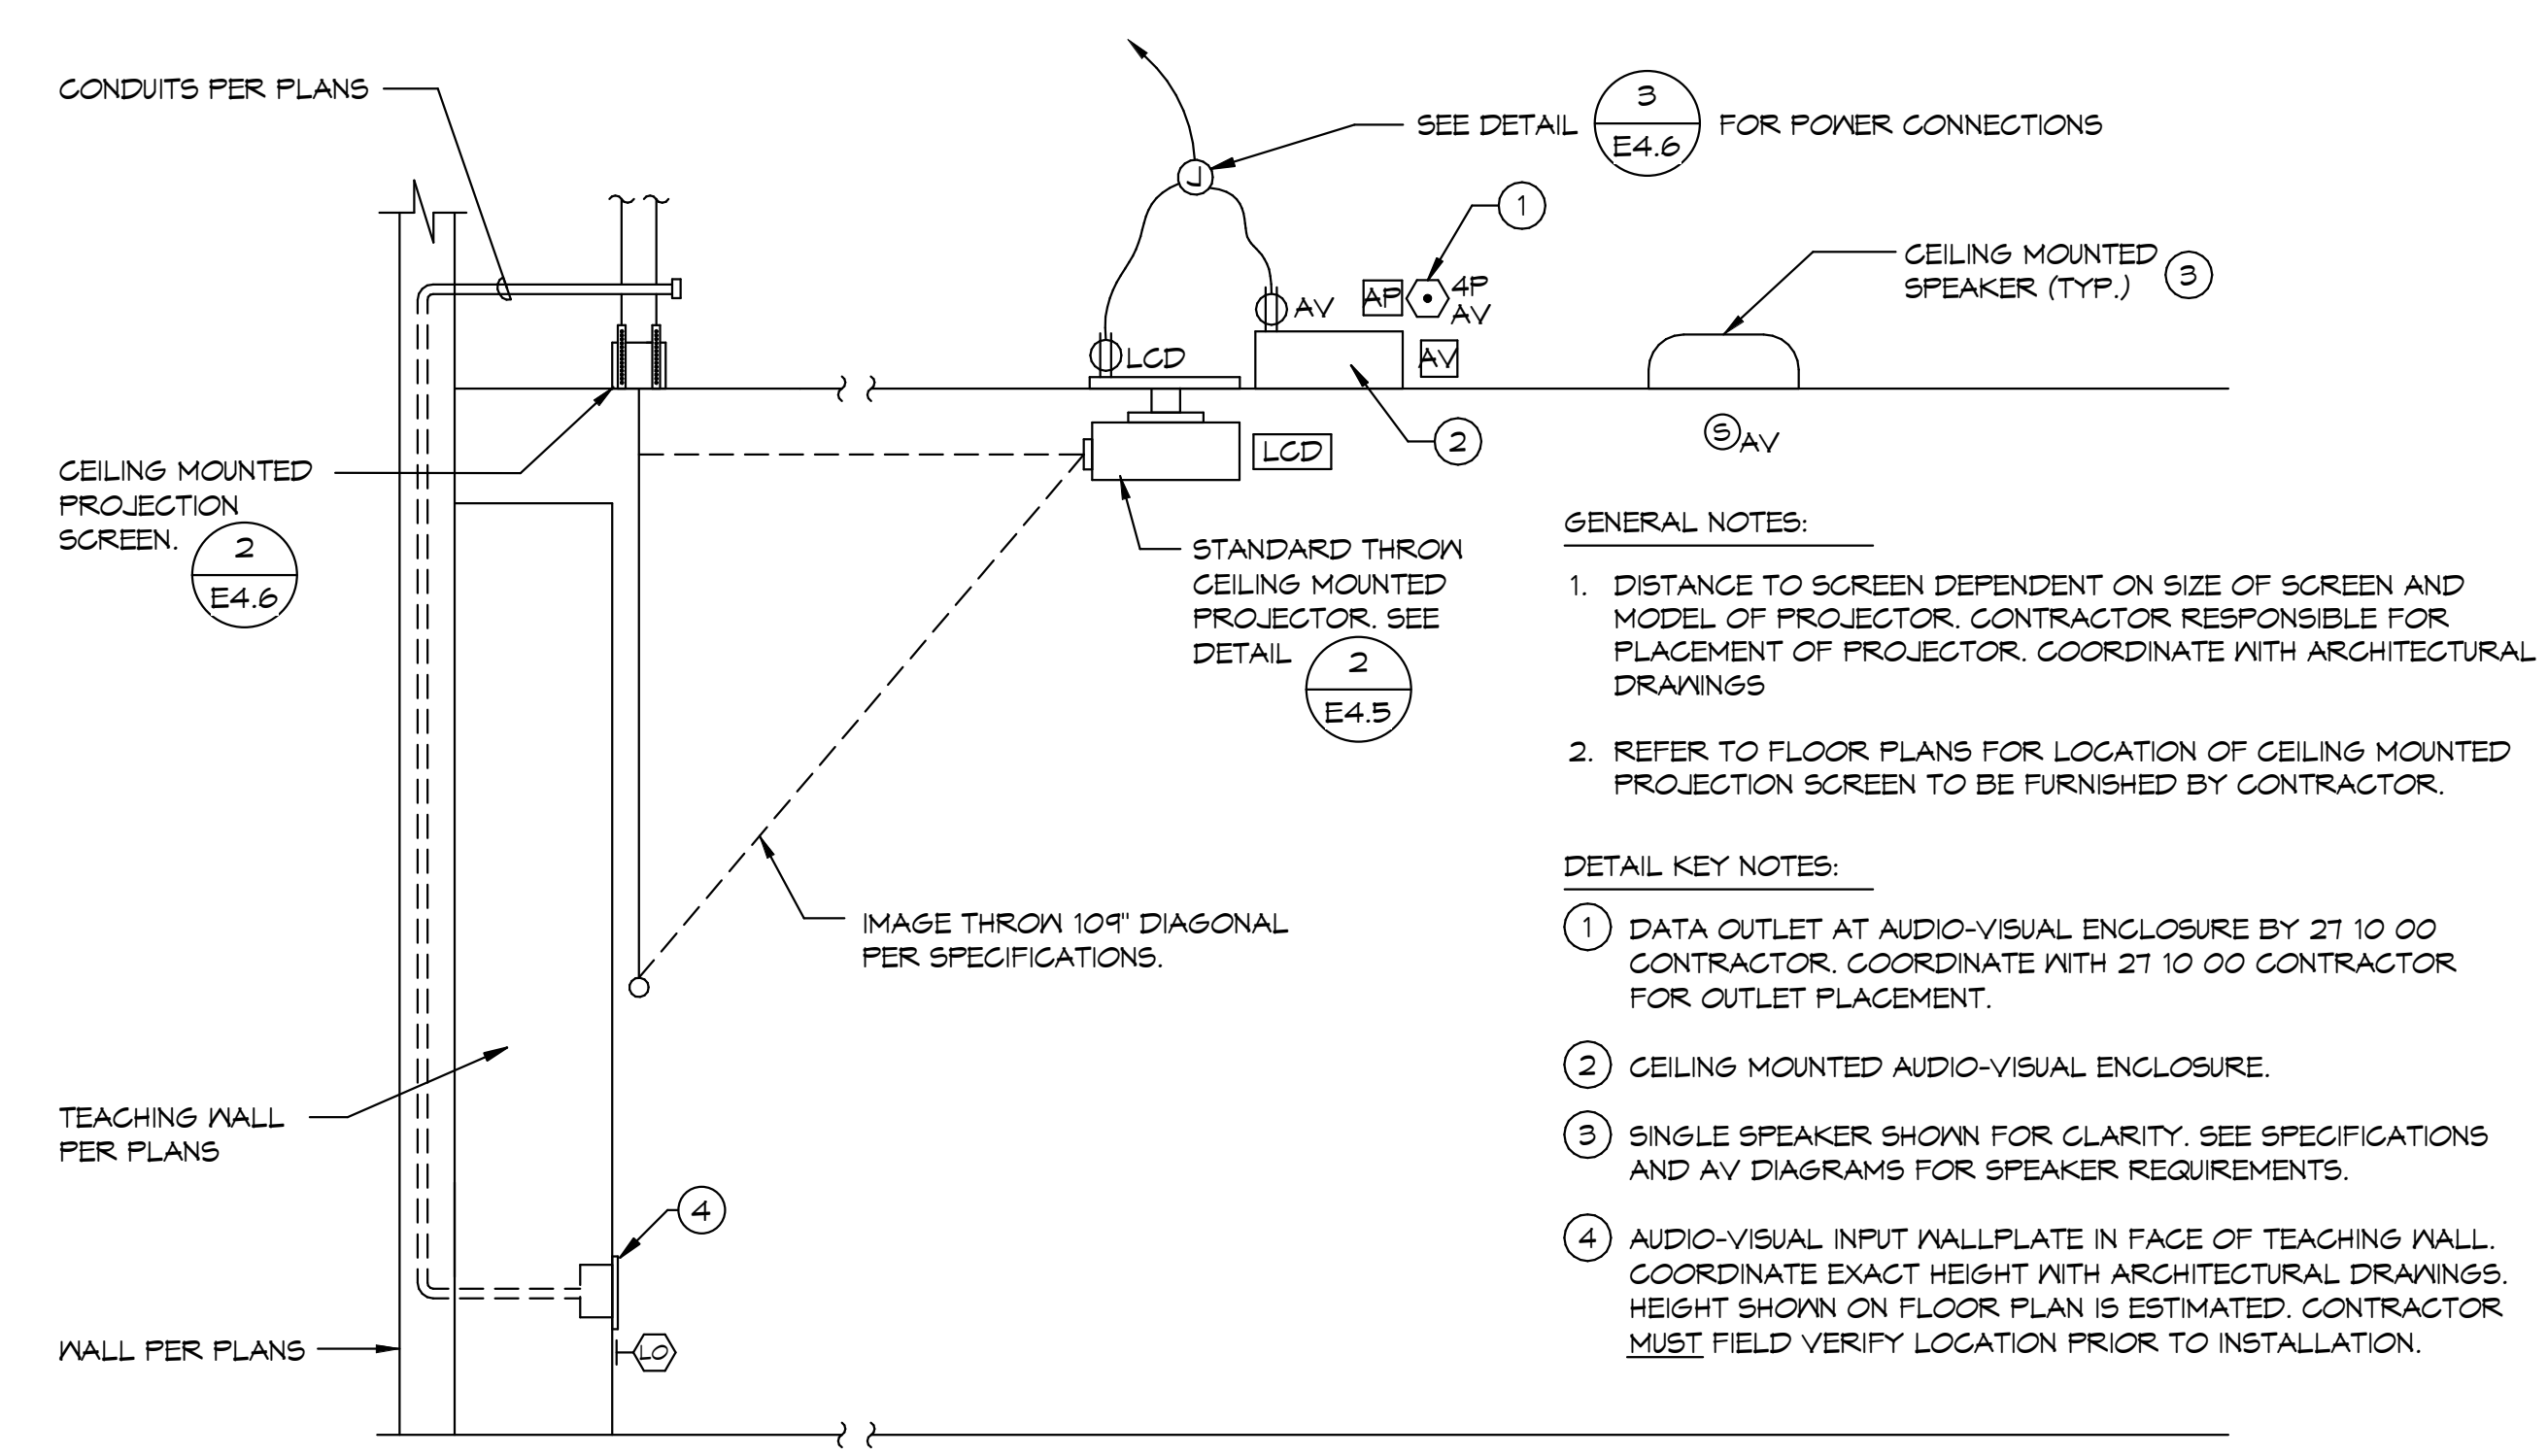 CONDUITS PER PLANS
SEE DETAIL 3 FOR POWER CONNECTIONS
E4.6
J
1
CEILING MOUNTED
SPEAKER (TYP.)
3
AV
AP
4P
AV
LCD
AV
LCD
2
S AV
CEILING MOUNTED
PROJECTION
SCREEN.
2
E4.6
STANDARD THROW
CEILING MOUNTED
PROJECTOR. SEE
DETAIL
2
E4.5
IMAGE THROW 109" DIAGONAL
PER SPECIFICATIONS.
TEACHING WALL
PER PLANS
4
WALL PER PLANS
LO
GENERAL NOTES:
1. DISTANCE TO SCREEN DEPENDENT ON SIZE OF SCREEN AND
MODEL OF PROJECTOR. CONTRACTOR RESPONSIBLE FOR
PLACEMENT OF PROJECTOR. COORDINATE WITH ARCHITECTURAL
DRAWINGS
2. REFER TO FLOOR PLANS FOR LOCATION OF CEILING MOUNTED
PROJECTION SCREEN TO BE FURNISHED BY CONTRACTOR.
DETAIL KEY NOTES:
1 DATA OUTLET AT AUDIO-VISUAL ENCLOSURE BY 27 10 00
CONTRACTOR. COORDINATE WITH 27 10 00 CONTRACTOR
FOR OUTLET PLACEMENT.
2 CEILING MOUNTED AUDIO-VISUAL ENCLOSURE.
3 SINGLE SPEAKER SHOWN FOR CLARITY. SEE SPECIFICATIONS
AND AV DIAGRAMS FOR SPEAKER REQUIREMENTS.
4 AUDIO-VISUAL INPUT WALLPLATE IN FACE OF TEACHING WALL.
COORDINATE EXACT HEIGHT WITH ARCHITECTURAL DRAWINGS.
HEIGHT SHOWN ON FLOOR PLAN IS ESTIMATED. CONTRACTOR
MUST FIELD VERIFY LOCATION PRIOR TO INSTALLATION.